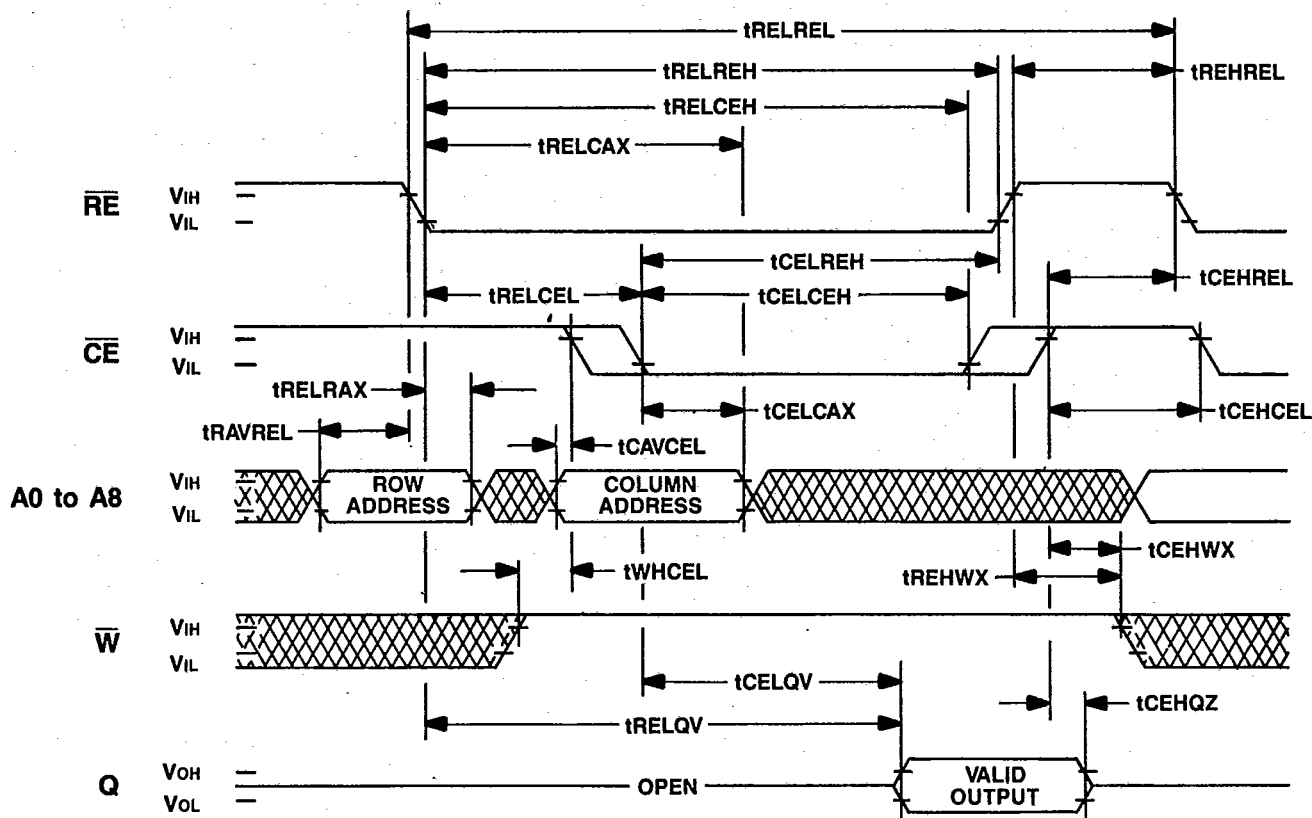 tRELREL
tRELREH
tREHREL
tRELCEH
tRELCAX
RE
VIH
VIL
tCELREH
tCEHREL
tRELCEL
tCELCEH
CE
VIH
VIL
tRELRAX
tCELCAX
tCEHCEL
tRAVREL
tCAVCEL
A0 to A8
VIH
VIL
ROW
ADDRESS
COLUMN
ADDRESS
tCEHWX
tWHCEL
tREHWX
W
VIH
VIL
tCELQV
tCEHQZ
tRELQV
Q
VOH
VOL
OPEN
VALID
OUTPUT